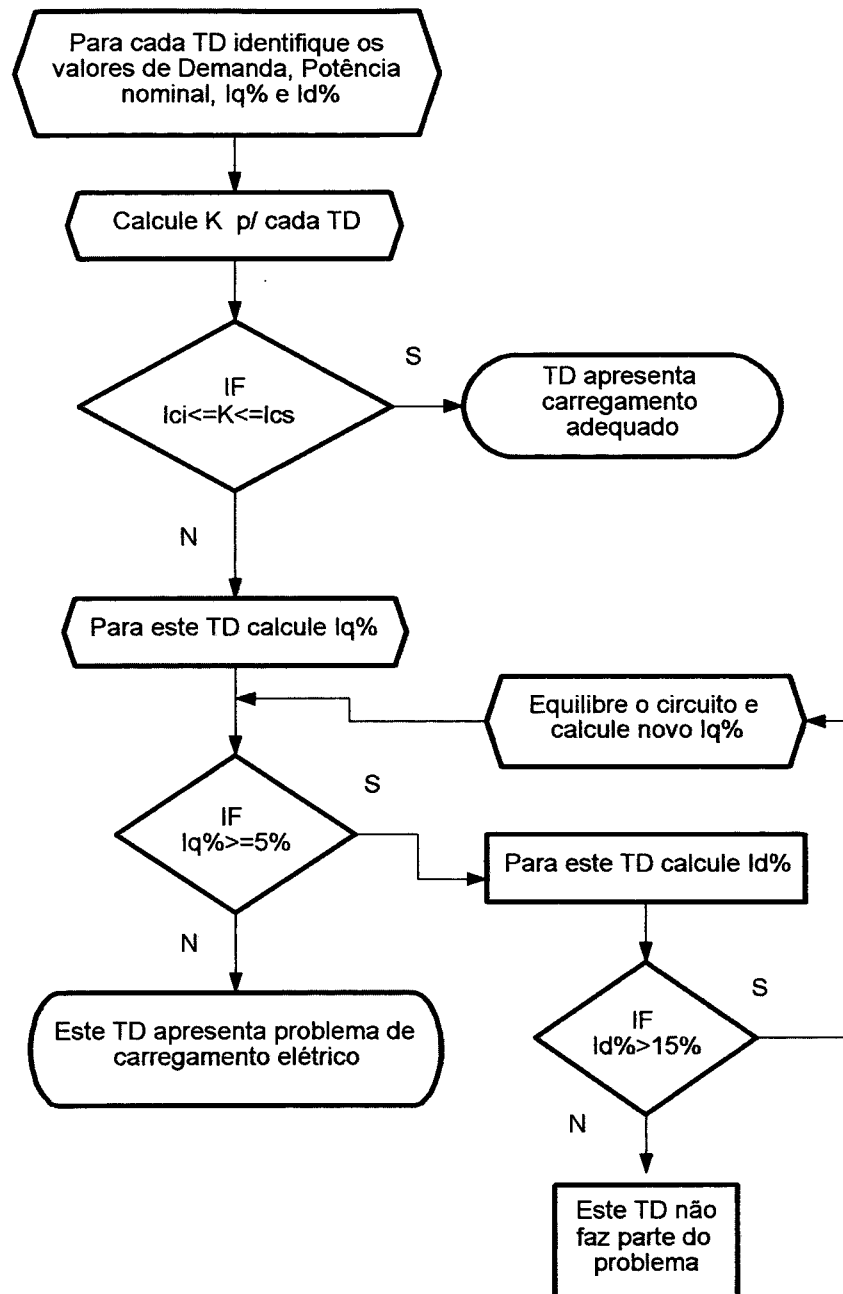 Para cada TD identifique os
valores de Demanda, Potência
nominal, Iq% e Id%
Calcule K p/ cada TD
IF
Ici<=K<=Ics
S
TD apresenta
carregamento
adequado
N
Para este TD calcule Iq%
Equilibre o circuito e
calcule novo Iq%
IF
Iq%>=5%
S
Para este TD calcule Id%
N
Este TD apresenta problema de
carregamento elétrico
IF
Id%>15%
S
N
Este TD não
faz parte do
problema